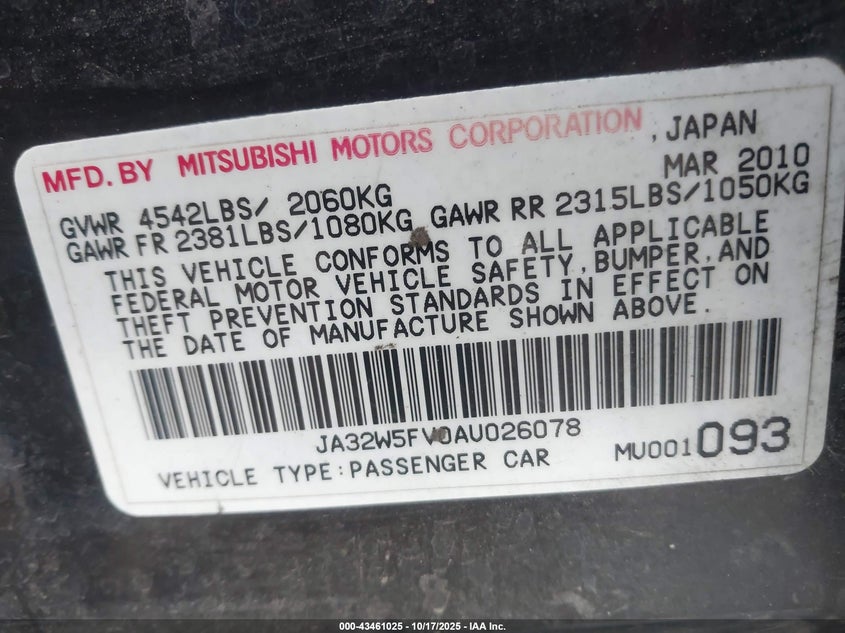 MFD. BY MITSUBISHI MOTORS CORPORATION, JAPAN
MAR 2010
GVWR 4542LBS/ 2060KG
GAWR FR 2381LBS/1080KG GAWR RR 2315LBS/1050KG
THIS VEHICLE CONFORMS TO ALL APPLICABLE
FEDERAL MOTOR VEHICLE SAFETY, BUMPER, AND
THEFT PREVENTION STANDARDS IN EFFECT ON
THE DATE OF MANUFACTURE SHOWN ABOVE.
JA32W5FV0AU026078
VEHICLE TYPE: PASSENGER CAR
MU001093
000-43461025 | 10/17/2025 - IAA Inc.